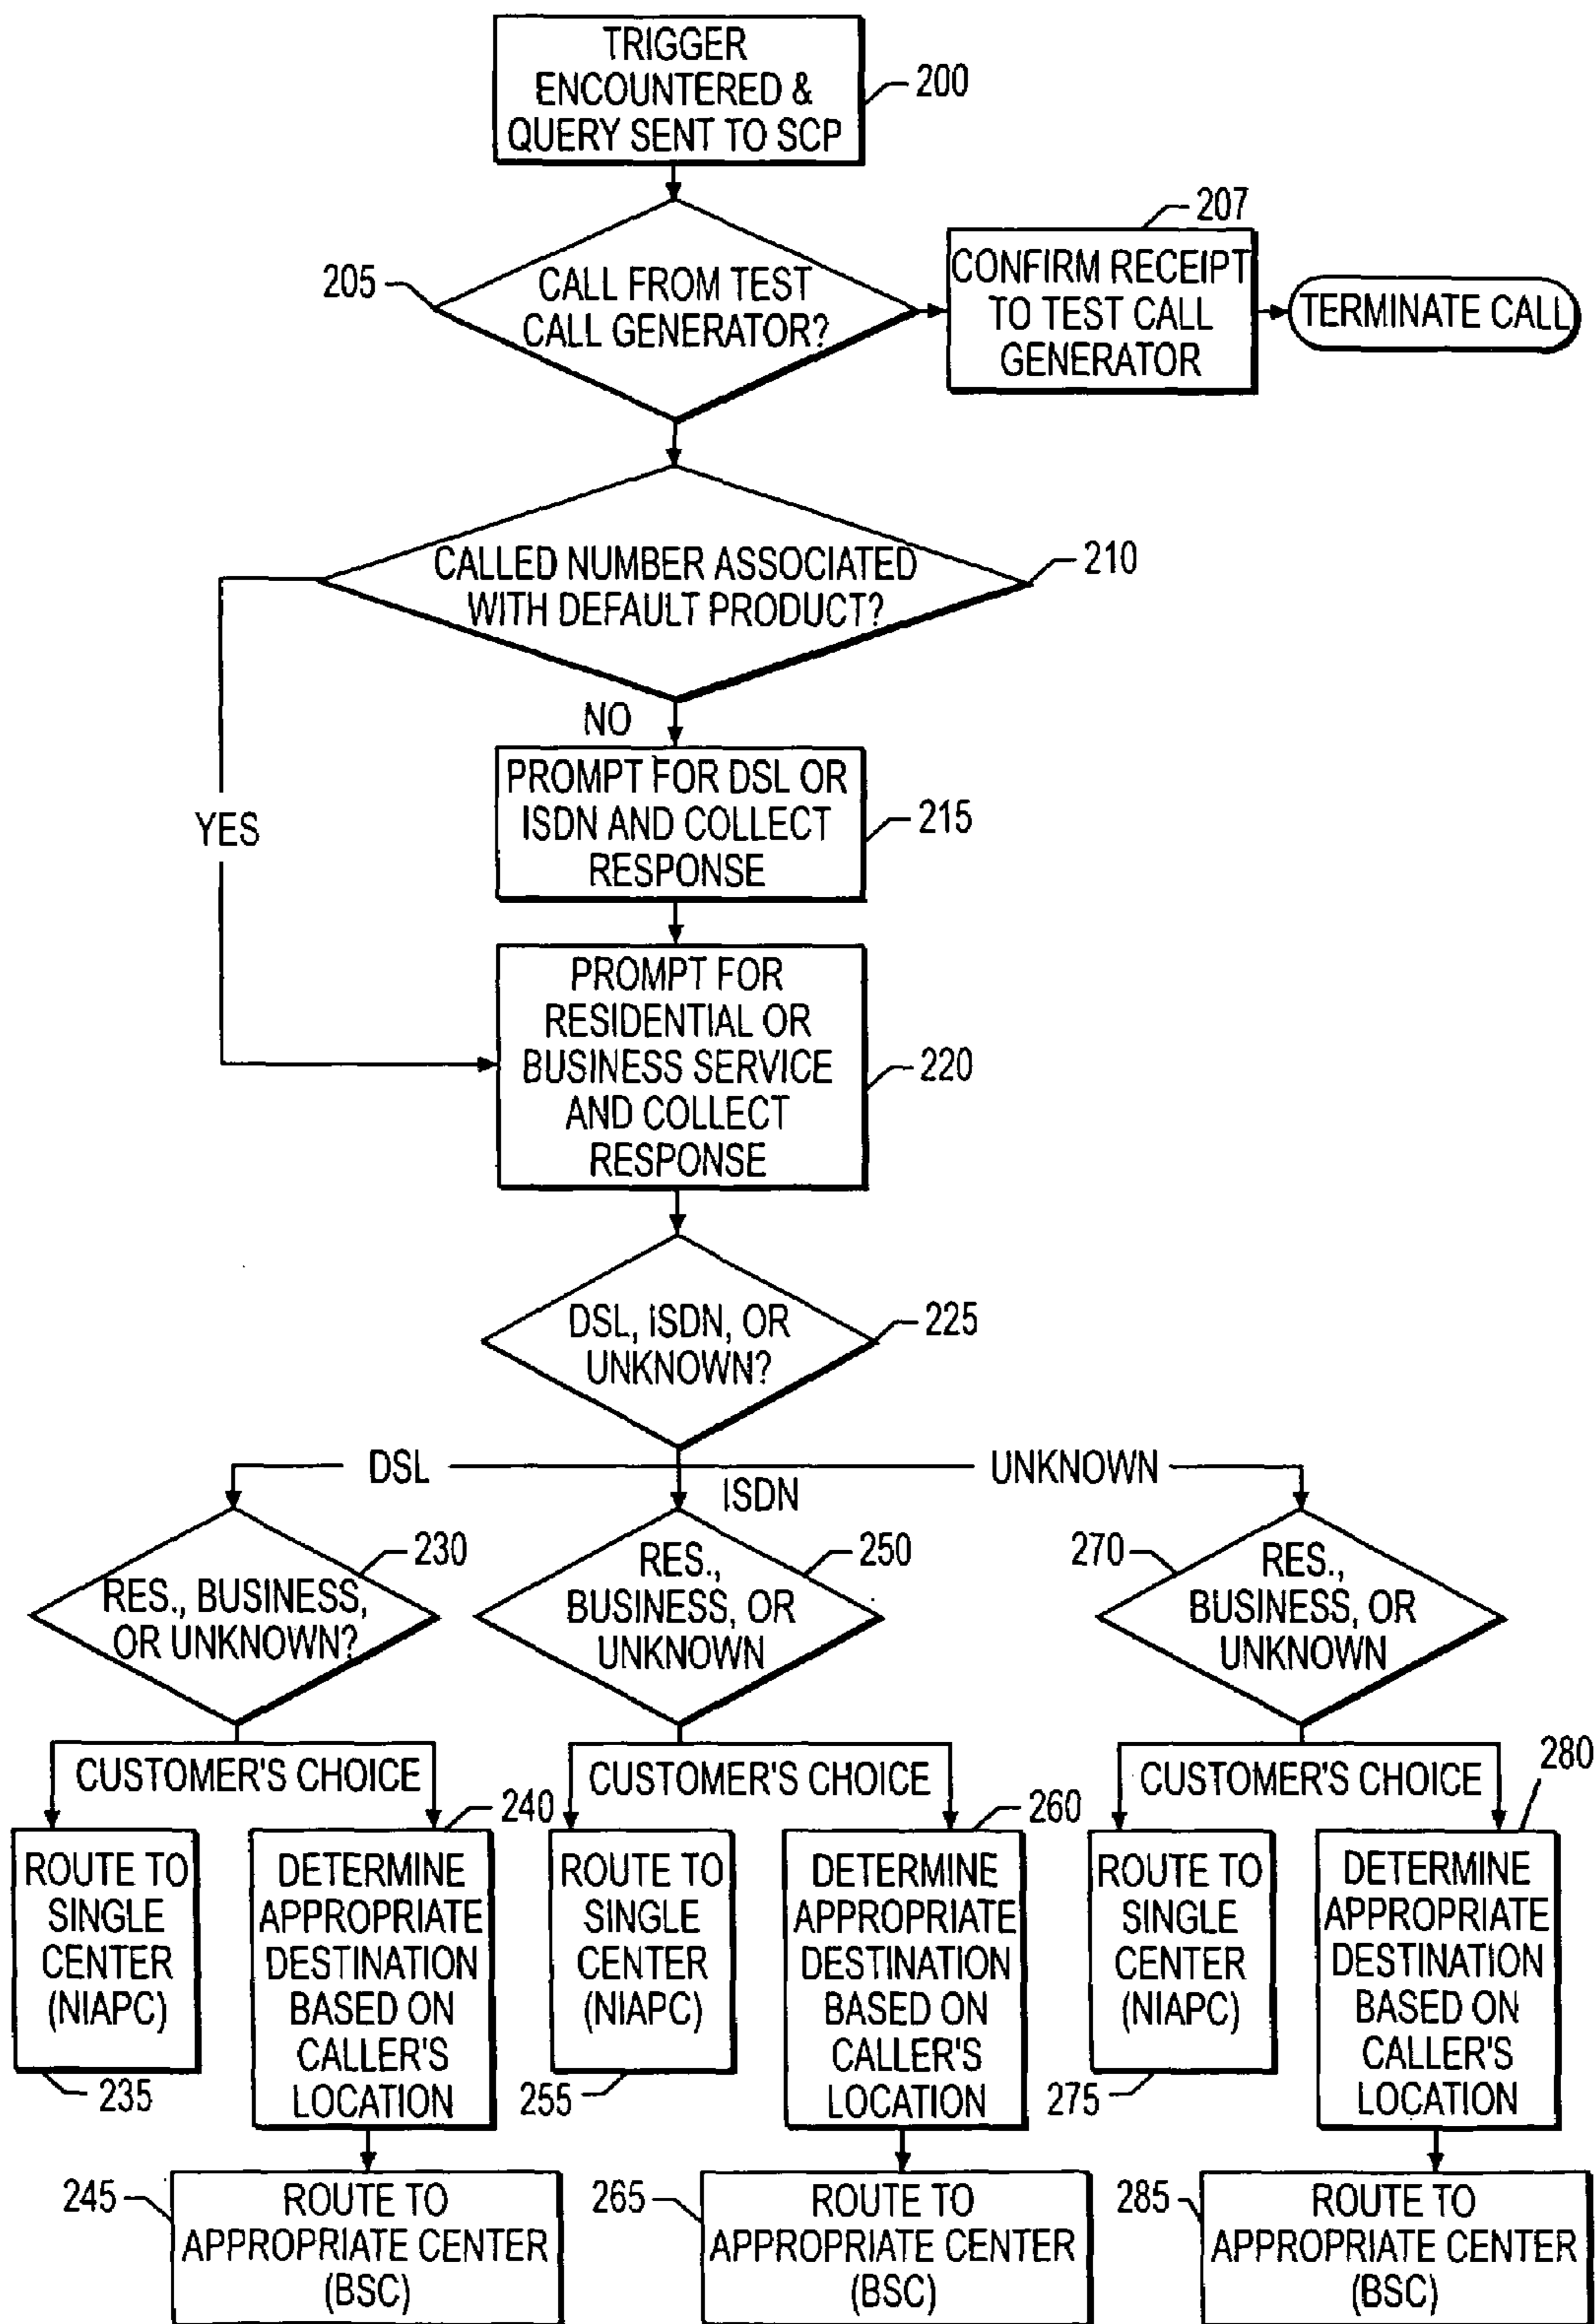 TRIGGER
ENCOUNTERED &
QUERY SENT TO SCP
200
207
205
CALL FROM TEST
CALL GENERATOR?
CONFIRM RECEIPT
TO TEST CALL
GENERATOR
TERMINATE CALL
CALLED NUMBER ASSOCIATED
WITH DEFAULT PRODUCT?
210
NO
YES
PROMPT FOR DSL OR
ISDN AND COLLECT
RESPONSE
215
PROMPT FOR
RESIDENTIAL OR
BUSINESS SERVICE
AND COLLECT
RESPONSE
220
DSL, ISDN, OR
UNKNOWN?
225
DSL
ISDN
UNKNOWN
230
RES., BUSINESS,
OR UNKNOWN?
250
RES.,
BUSINESS, OR
UNKNOWN
270
RES.,
BUSINESS, OR
UNKNOWN
CUSTOMER'S CHOICE
CUSTOMER'S CHOICE
CUSTOMER'S CHOICE
ROUTE TO
SINGLE
CENTER
(NIAPC)
235
240
DETERMINE
APPROPRIATE
DESTINATION
BASED ON
CALLER'S
LOCATION
ROUTE TO
SINGLE
CENTER
(NIAPC)
255
260
DETERMINE
APPROPRIATE
DESTINATION
BASED ON
CALLER'S
LOCATION
ROUTE TO
SINGLE
CENTER
(NIAPC)
275
280
DETERMINE
APPROPRIATE
DESTINATION
BASED ON
CALLER'S
LOCATION
245
ROUTE TO
APPROPRIATE CENTER
(BSC)
265
ROUTE TO
APPROPRIATE CENTER
(BSC)
285
ROUTE TO
APPROPRIATE CENTER
(BSC)